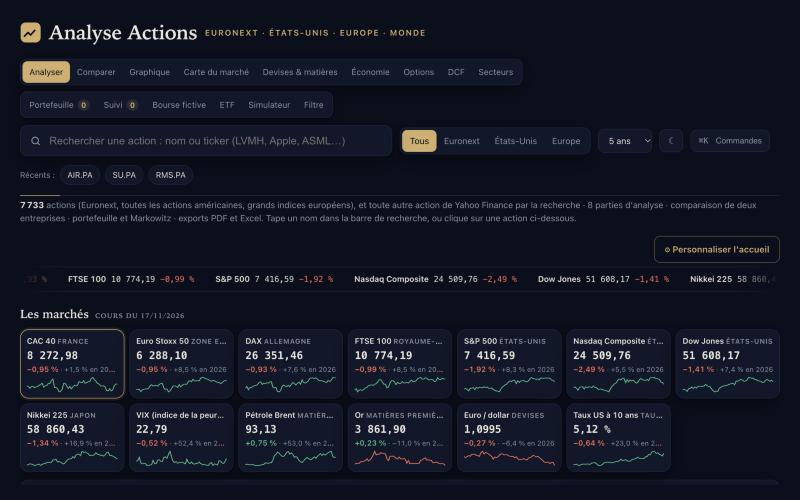 Analyse Actions EURONEXT · ÉTATS-UNIS · EUROPE · MONDE
Analyser Comparer Graphique Carte du marché Devises & matières Économie Options DCF Secteurs
Portefeuille 0 Suivi 0 Bourse fictive ETF Simulateur Filtre
Rechercher une action : nom ou ticker (LVMH, Apple, ASML…) Tous Euronext États-Unis Europe 5 ans ☾ ⌘K Commandes
Récents : AIR.PA SU.PA RMS.PA
7 733 actions (Euronext, toutes les actions américaines, grands indices européens), et toute autre action de Yahoo Finance par la recherche · 8 parties d'analyse · comparaison de deux
entreprises · portefeuille et Markowitz · exports PDF et Excel. Tape un nom dans la barre de recherche, ou clique sur une action ci-dessous.
⚙ Personnaliser l'accueil
,93 % FTSE 100 10 774,19 −0,99 % S&P 500 7 416,59 −1,92 % Nasdaq Composite 24 509,76 −2,49 % Dow Jones 51 608,17 −1,41 % Nikkei 225 58 860,4
Les marchés COURS DU 17/11/2026
CAC 40 FRANCE Euro Stoxx 50 ZONE E… DAX ALLEMAGNE FTSE 100 ROYAUME-… S&P 500 ÉTATS-UNIS Nasdaq Composite ÉT… Dow Jones ÉTATS-UNIS
8 272,98 6 288,10 26 351,46 10 774,19 7 416,59 24 509,76 51 608,17
−0,95 % · +1,5 % en 20… −0,95 % · +8,5 % en 2026 −0,93 % · +7,6 % en 2026 −0,99 % · +8,5 % en 2026 −1,92 % · +8,3 % en 2026 −2,49 % · +5,5 % en 2026 −1,41 % · +7,4 % en 2026
Nikkei 225 JAPON VIX (indice de la peur… Pétrole Brent MATIÈR… Or MATIÈRES PREMIÈ… Euro / dollar DEVISES Taux US à 10 ans TAU…
58 860,43 22,79 93,13 3 861,90 1,0995 5,12 %
−1,34 % · +16,9 % en 2… −0,52 % · +52,4 % en 2… +0,75 % · +53,0 % en 2… +0,23 % · −11,0 % en 2… −0,27 % · −6,4 % en 2026 −0,64 % · +23,0 % en 2…